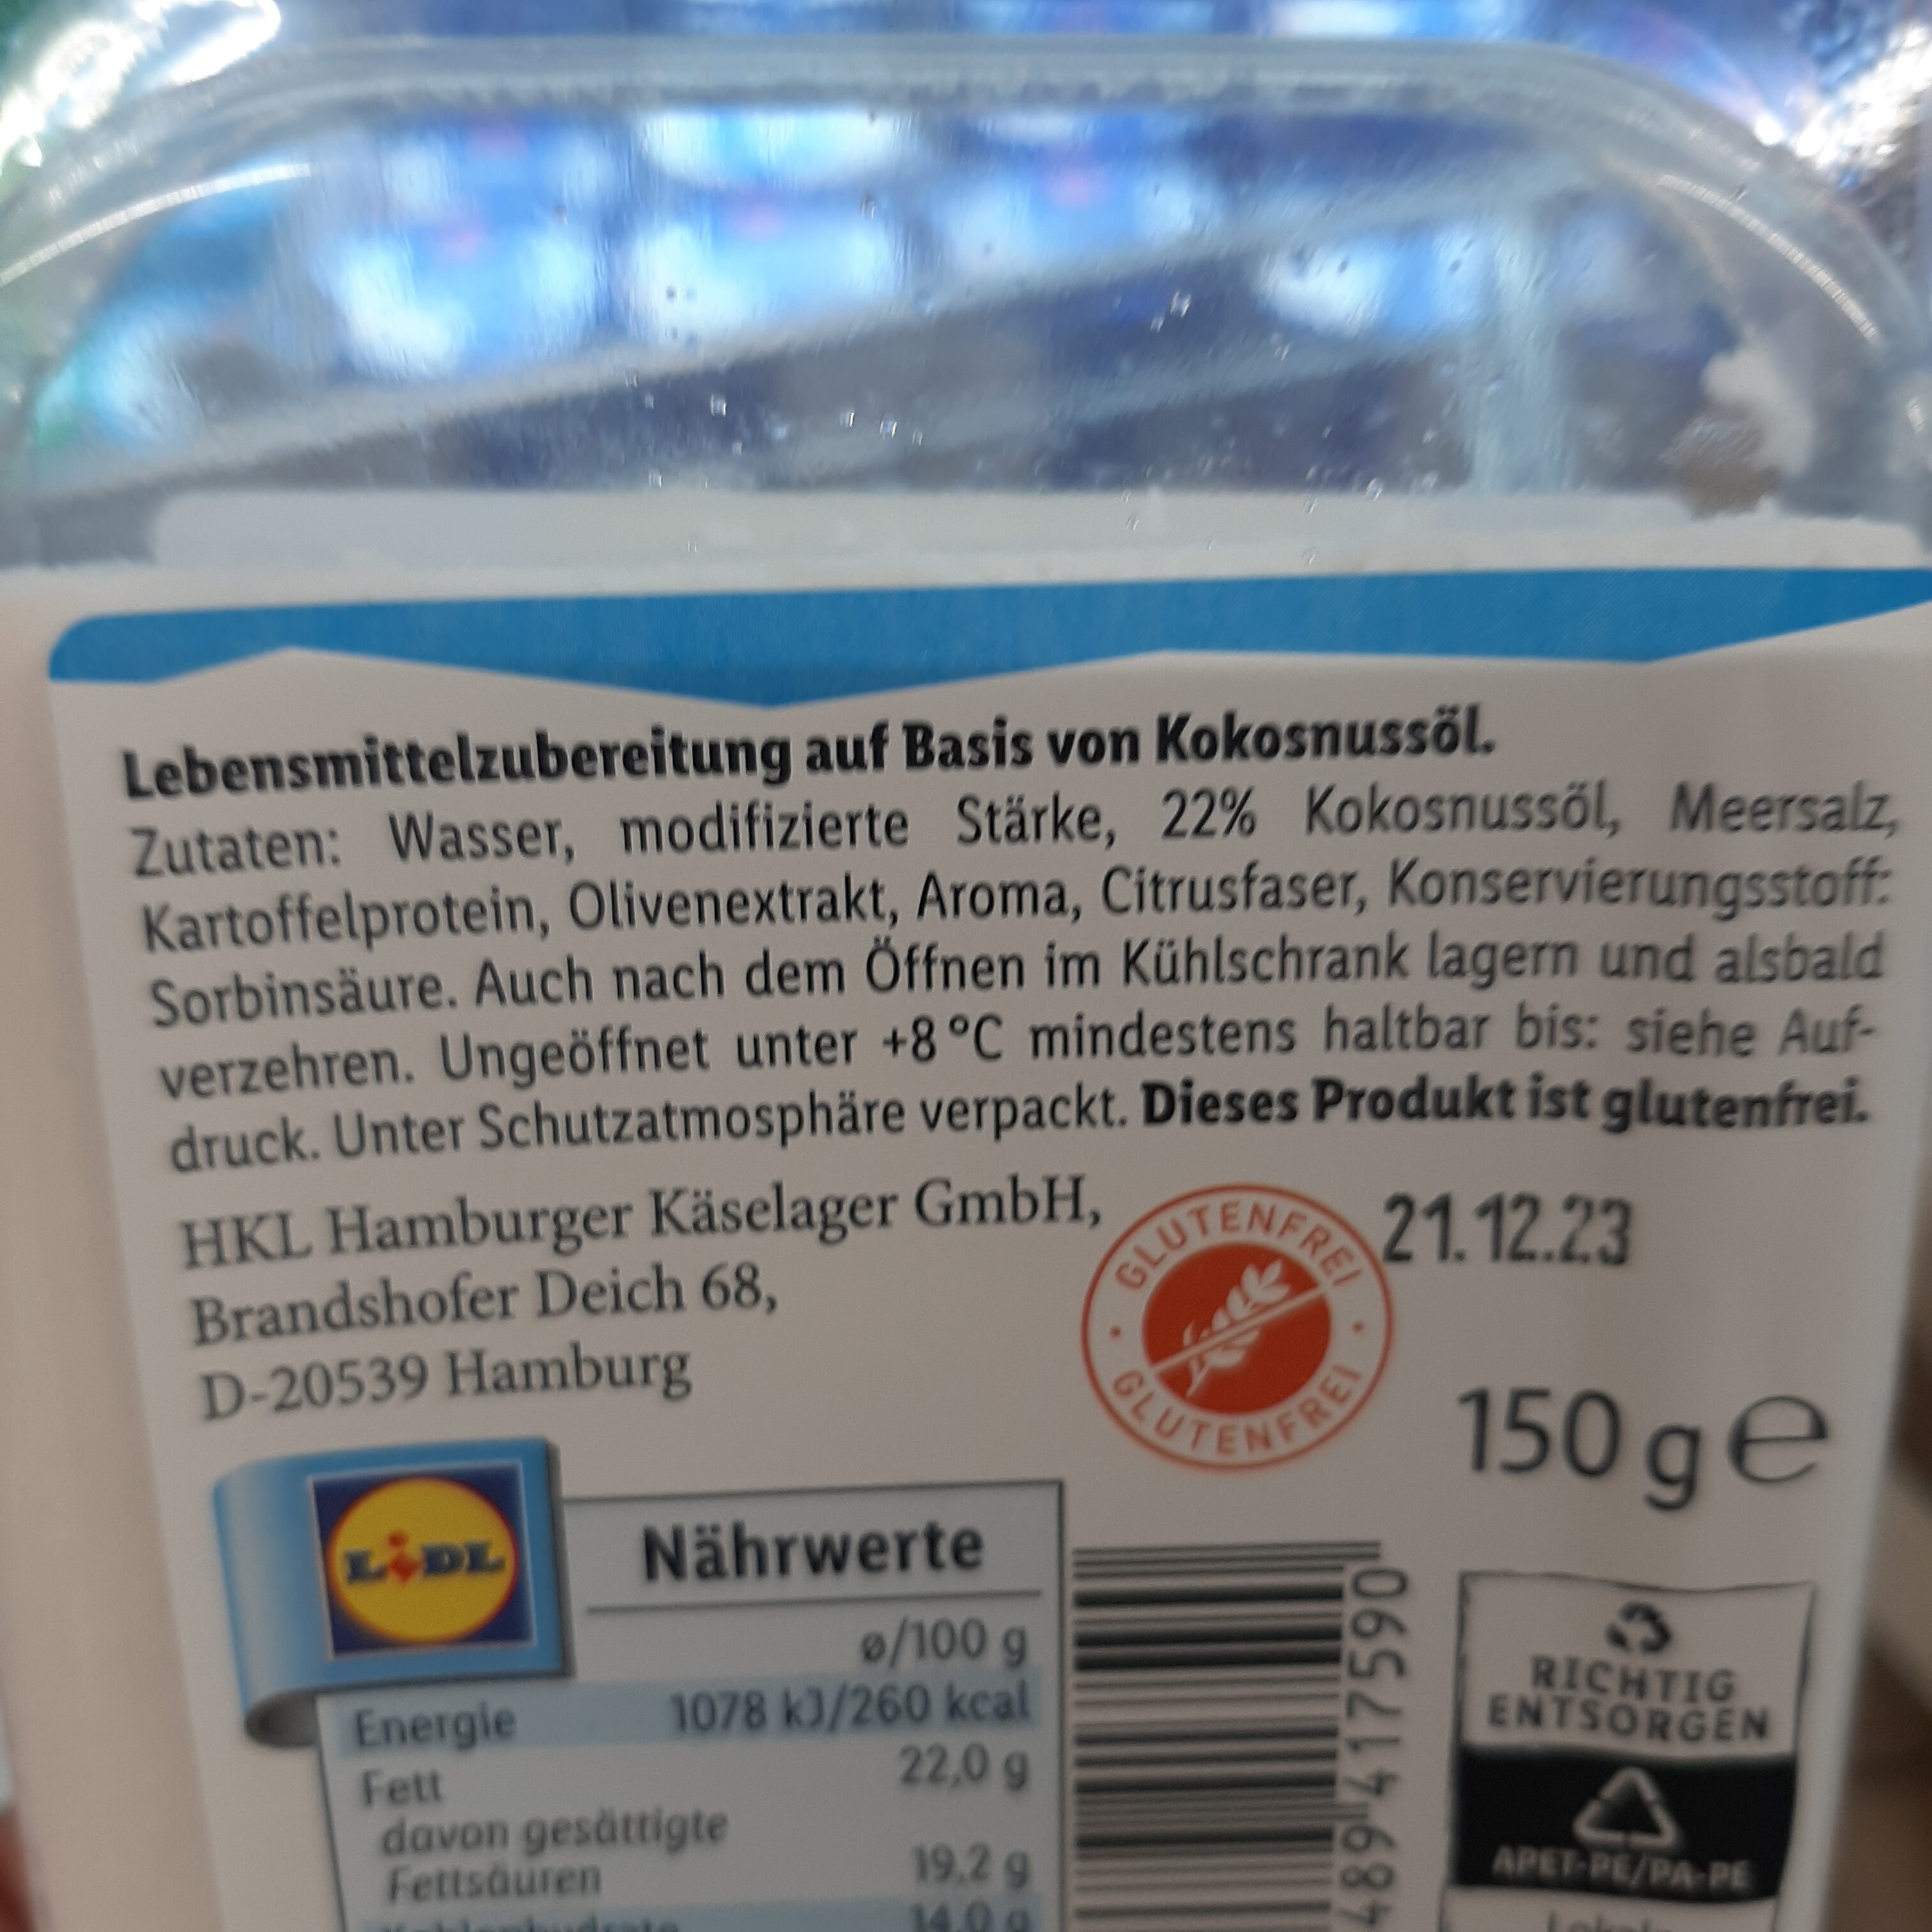 Lebensmittelzubereitung auf Basis von Kokosnussöl.
Zutaten: Wasser, modifizierte Stärke, 22% Kokosnussöl, Meersalz,
Kartoffelprotein, Olivenextrakt, Aroma, Citrusfaser, Konservierungsstoff:
Sorbinsäure. Auch nach dem Öffnen im Kühlschrank lagern und alsbald
verzehren. Ungeöffnet unter +8 °C mindestens haltbar bis: siehe Auf-
druck. Unter Schutzatmosphäre verpackt. Dieses Produkt ist glutenfrei.
HKL Hamburger Käselager GmbH,
Brandshofer Deich 68,
D-20539 Hamburg
GLUTENFREI
GLUTENFREI
21.12.23
150 g e
LIDL
Nährwerte
ø/100 g
Energie 1078 kJ/260 kcal
Fett 22,0 g
davon gesättigte
Fettsäuren 19,2 g
Kohlenhydrate 14,0 g
489417590
RICHTIG
ENTSORGEN
APET-PE/PA-PE